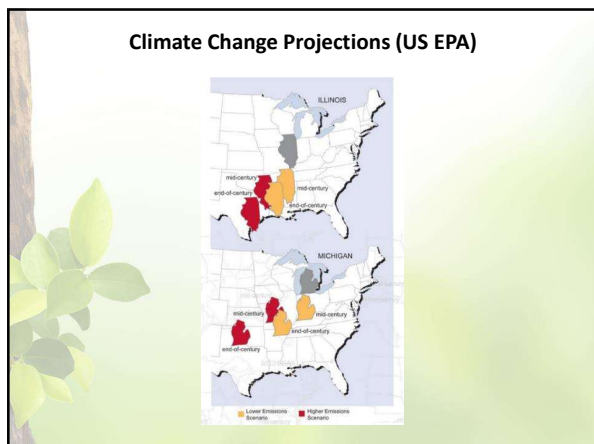 Climate Change Projections (US EPA)
ILLINOIS
mid-century
end-of-century
mid-century
end-of-century
MICHIGAN
mid-century
mid-century
end-of-century
end-of-century
Lower Emissions
Scenario
Higher Emissions
Scenario